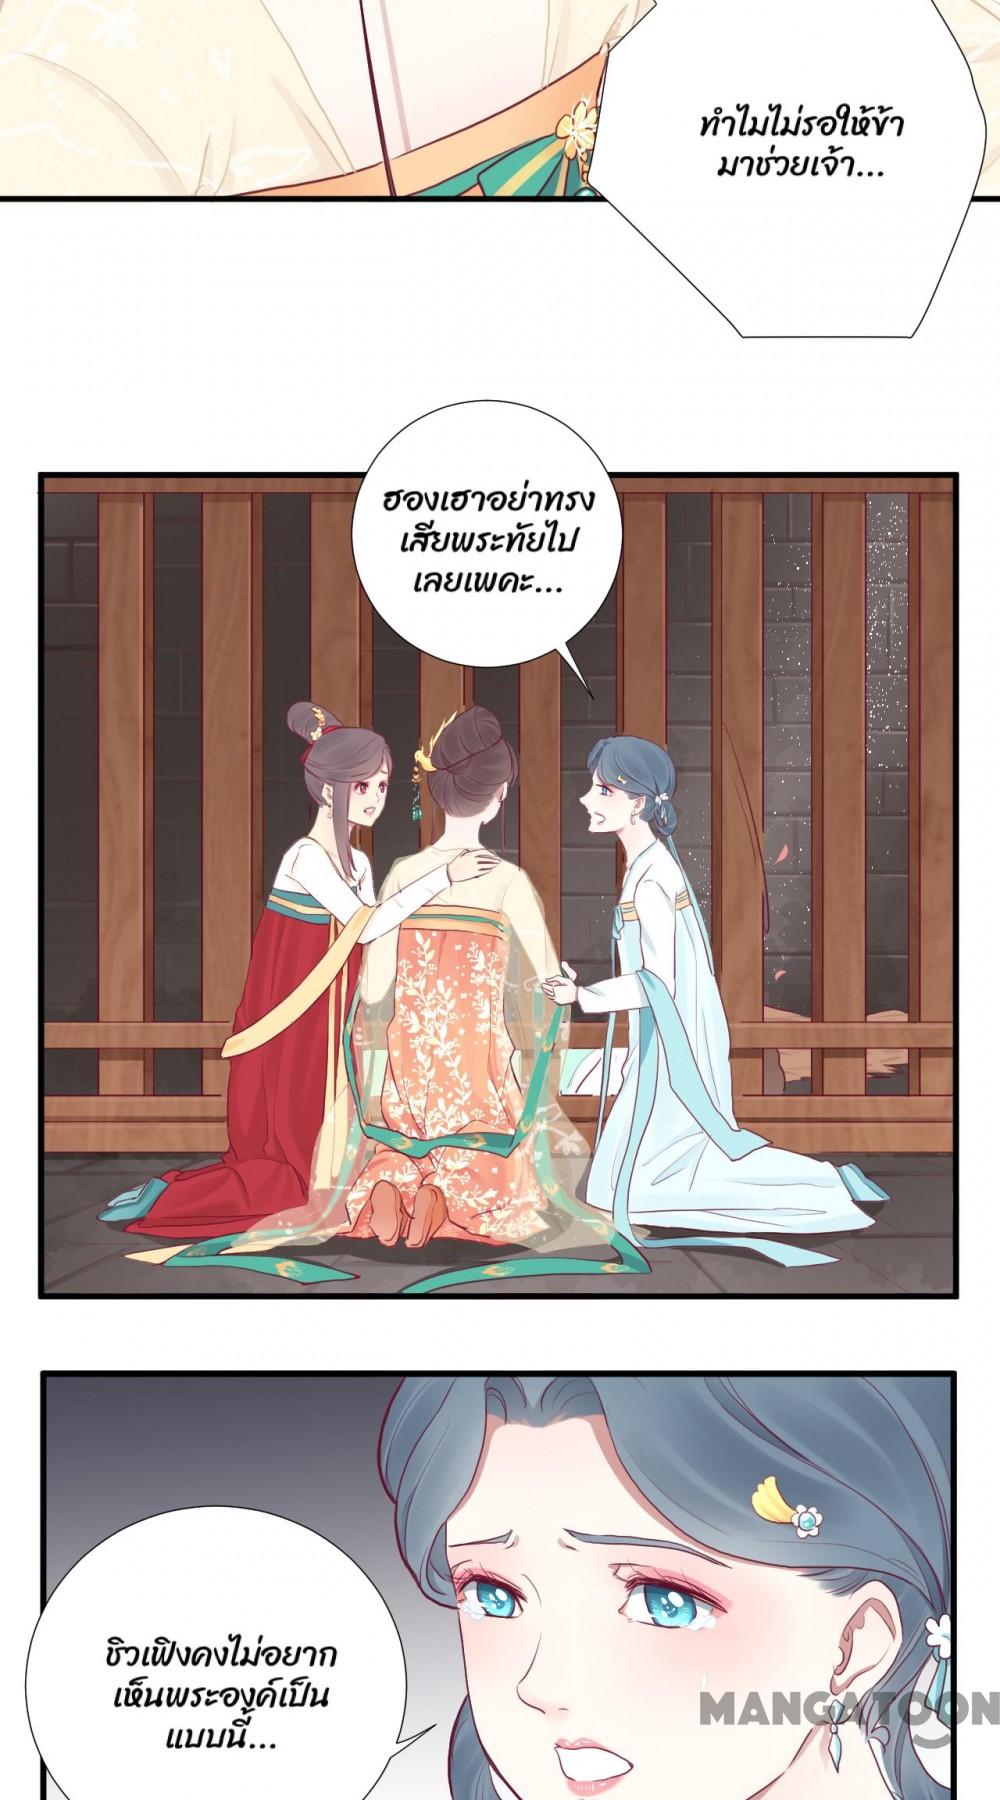 ทำไมไม่รอให้ข้า
มาช่วยเจ้า...
ฮองเฮาอย่าทรง
เสียพระทัยไป
เลยเพคะ...
ชิวเฟิงคงไม่อยาก
เห็นพระองค์เป็น
แบบนี้...
MANGATOON